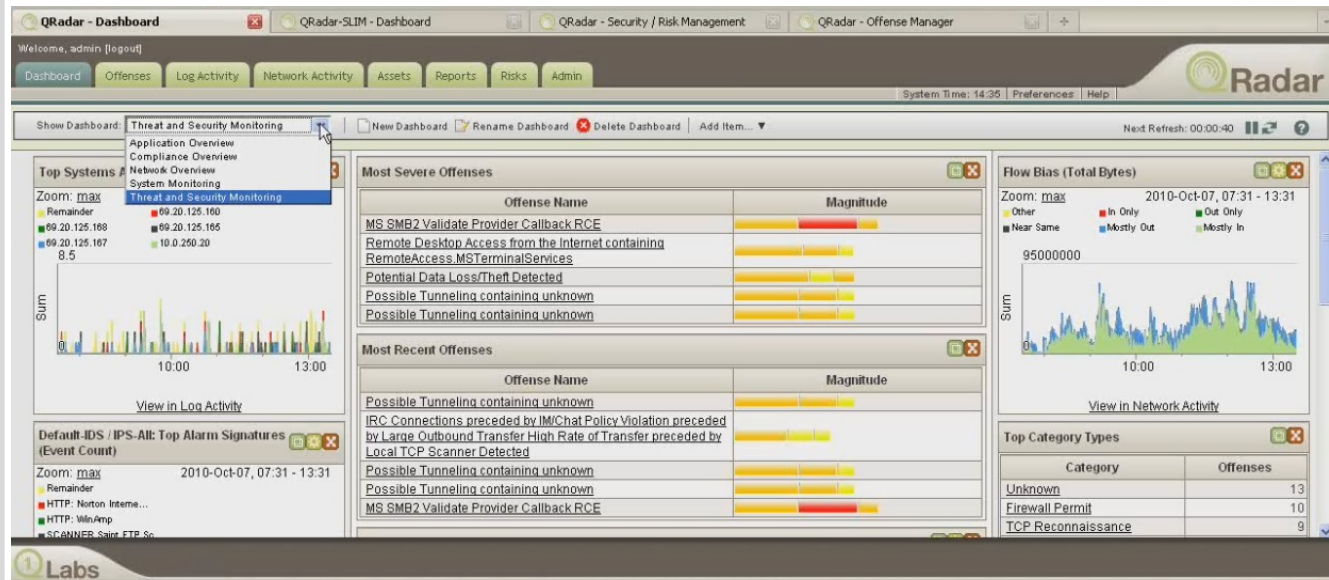 QRadar - Dashboard
QRadar-SLIM - Dashboard
QRadar - Security / Risk Management
QRadar - Offense Manager
Welcome, admin [logout]
Dashboard
Offenses
Log Activity
Network Activity
Assets
Reports
Risks
Admin
System Time: 14:35
Preferences
Help
QRadar
Show Dashboard:
Threat and Security Monitoring
New Dashboard
Rename Dashboard
Delete Dashboard
Add Item...
Next Refresh: 00:00:40
Application Overview
Compliance Overview
Network Overview
System Monitoring
Threat and Security Monitoring
Top Systems A
Zoom: max
Remainder
69.20.125.160
69.20.125.168
69.20.125.165
69.20.125.167
10.0.250.20
8.5
Sum
0
10:00
13:00
View in Log Activity
Default-IDS / IPS-All: Top Alarm Signatures
(Event Count)
Zoom: max
2010-Oct-07, 07:31 - 13:31
Remainder
HTTP: Norton Interne...
HTTP: WinAmp
SCANNER Saint FTP Sc
Most Severe Offenses
Offense Name
Magnitude
MS SMB2 Validate Provider Callback RCE
Remote Desktop Access from the Internet containing
RemoteAccess.MSTerminalServices
Potential Data Loss/Theft Detected
Possible Tunneling containing unknown
Possible Tunneling containing unknown
Most Recent Offenses
Offense Name
Magnitude
Possible Tunneling containing unknown
IRC Connections preceded by IM/Chat Policy Violation preceded
by Large Outbound Transfer High Rate of Transfer preceded by
Local TCP Scanner Detected
Possible Tunneling containing unknown
Possible Tunneling containing unknown
MS SMB2 Validate Provider Callback RCE
Flow Bias (Total Bytes)
Zoom: max
2010-Oct-07, 07:31 - 13:31
Other
In Only
Out Only
Near Same
Mostly Out
Mostly In
95000000
Sum
0
10:00
13:00
View in Network Activity
Top Category Types
Category
Offenses
Unknown
13
Firewall Permit
10
TCP Reconnaissance
9
1 Labs